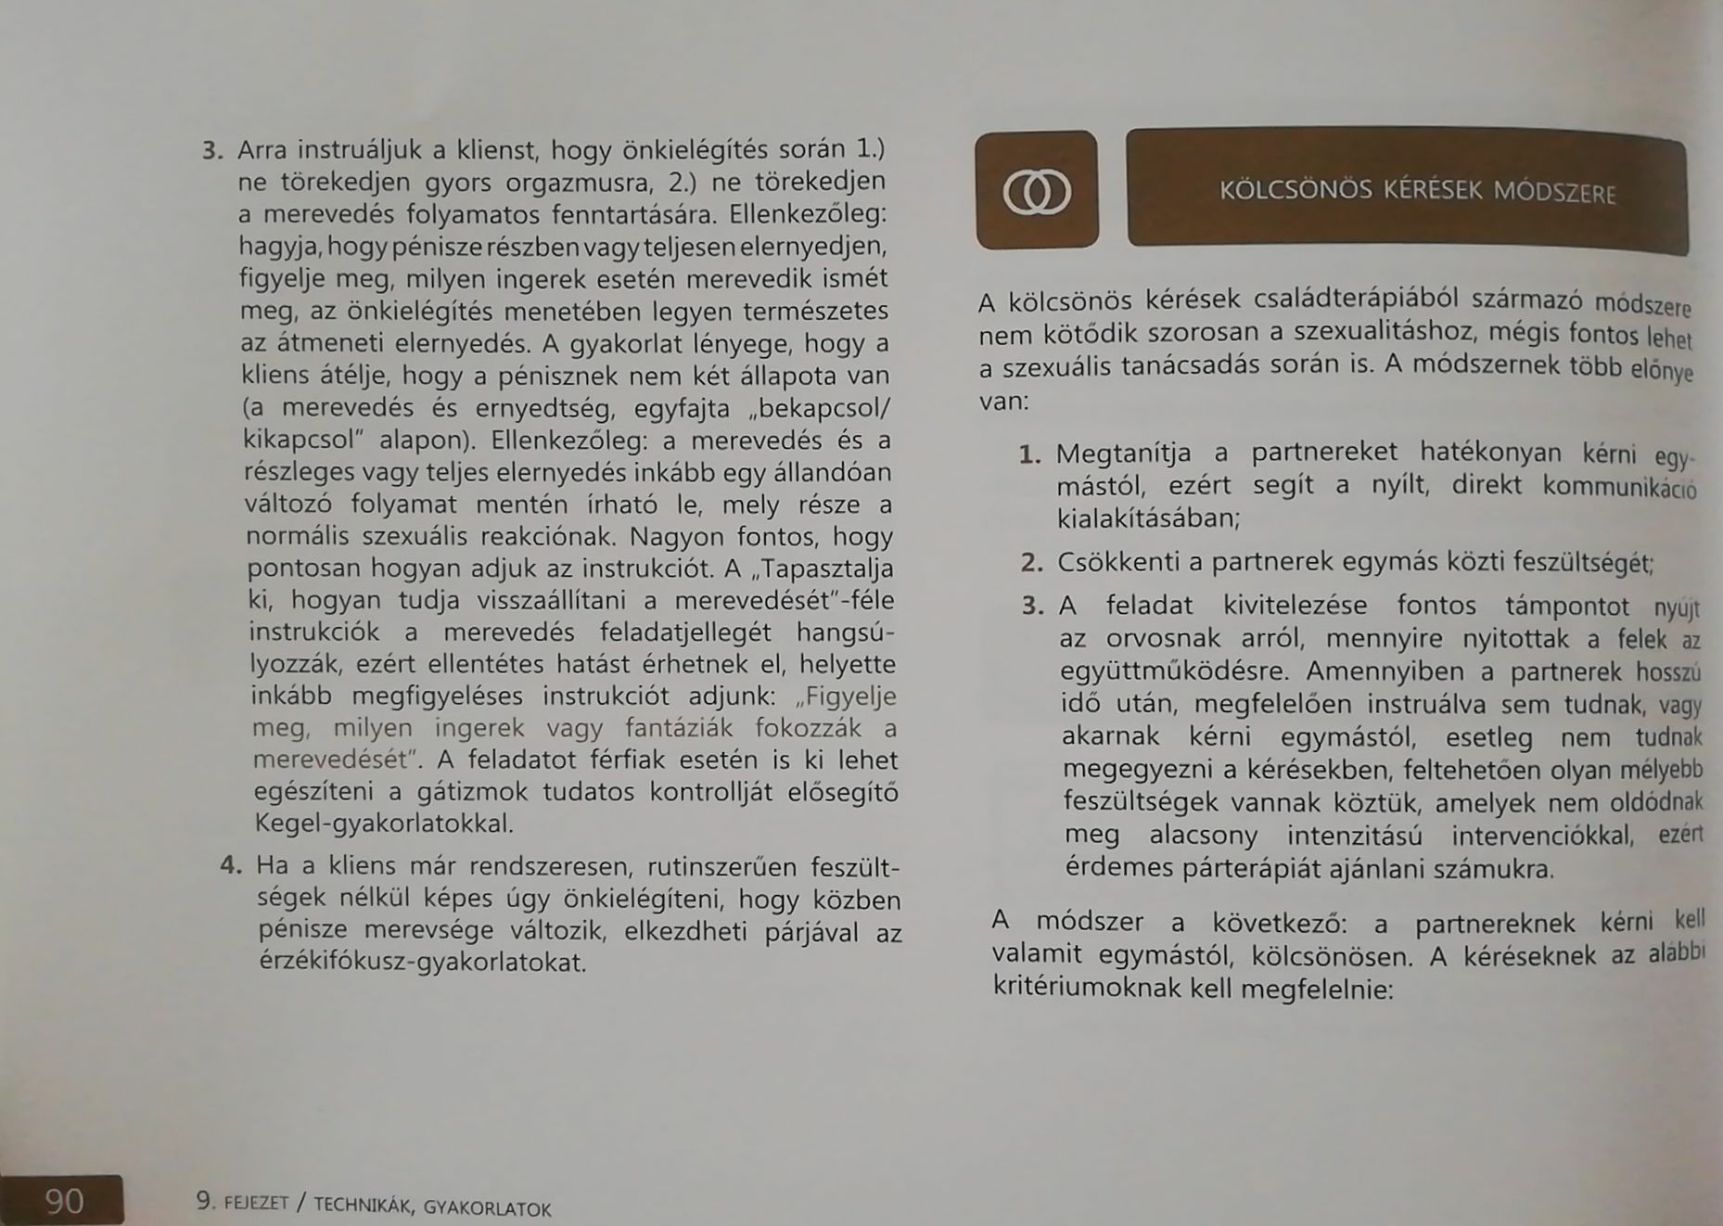 3. Arra instruáljuk a klienst, hogy önkielégítés során 1.)
ne törekedjen gyors orgazmusra, 2.) ne törekedjen
a merevedés folyamatos fenntartására. Ellenkezőleg:
hagyja, hogy pénisze részben vagy teljesen elernyedjen,
figyelje meg, milyen ingerek esetén merevedik ismét
meg, az önkielégítés menetében legyen természetes
az átmeneti elernyedés. A gyakorlat lényege, hogy a
kliens átélje, hogy a pénisznek nem két állapota van
(a merevedés és ernyedtség, egyfajta „bekapcsol/
kikapcsol” alapon). Ellenkezőleg: a merevedés és a
részleges vagy teljes elernyedés inkább egy állandóan
változó folyamat mentén írható le, mely része a
normális szexuális reakciónak. Nagyon fontos, hogy
pontosan hogyan adjuk az instrukciót. A „Tapasztalja
ki, hogyan tudja visszaállítani a merevedését”-féle
instrukciók a merevedés feladatjellegét hangsú-
lyozzák, ezért ellentétes hatást érhetnek el, helyette
inkább megfigyeléses instrukciót adjunk: „Figyelje
meg, milyen ingerek vagy fantáziák fokozzák a
merevedését”. A feladatot férfiak esetén is ki lehet
egészíteni a gátizmok tudatos kontrollját elősegítő
Kegel-gyakorlatokkal.
4. Ha a kliens már rendszeresen, rutinszerűen feszült-
ségek nélkül képes úgy önkielégíteni, hogy közben
pénisze merevsége változik, elkezdheti párjával az
érzékifókusz-gyakorlatokat.
KÖLCSÖNÖS KÉRÉSEK MÓDSZERE
A kölcsönös kérések családterápiából származó módszere
nem kötődik szorosan a szexualitáshoz, mégis fontos lehet
a szexuális tanácsadás során is. A módszernek több előnye
van:
1. Megtanítja a partnereket hatékonyan kérni egy-
mástól, ezért segít a nyílt, direkt kommunikáció
kialakításában;
2. Csökkenti a partnerek egymás közti feszültségét;
3. A feladat kivitelezése fontos támpontot nyújt
az orvosnak arról, mennyire nyitottak a felek az
együttműködésre. Amennyiben a partnerek hosszú
idő után, megfelelően instruálva sem tudnak, vagy
akarnak kérni egymástól, esetleg nem tudnak
megegyezni a kérésekben, feltehetően olyan mélyebb
feszültségek vannak köztük, amelyek nem oldódnak
meg alacsony intenzitású intervenciókkal, ezért
érdemes párterápiát ajánlani számukra.
A módszer a következő: a partnereknek kérni kell
valamit egymástól, kölcsönösen. A kéréseknek az alábbi
kritériumoknak kell megfelelnie:
90
9. FEJEZET / TECHNIKÁK, GYAKORLATOK